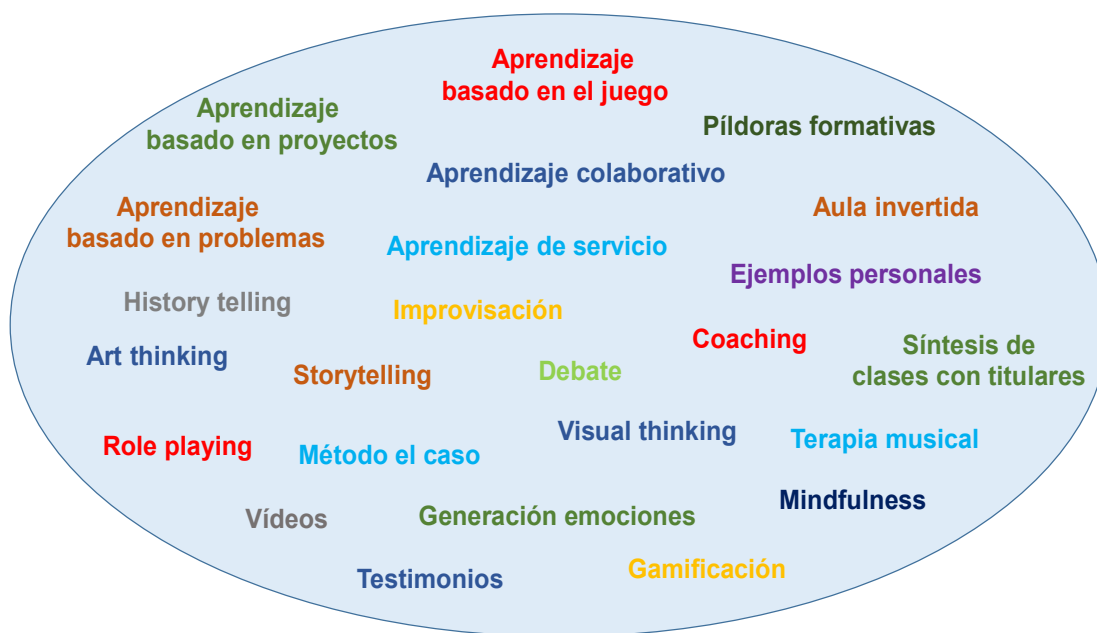 Aprendizaje
basado en el juego
Aprendizaje
basado en proyectos
Píldoras formativas
Aprendizaje colaborativo
Aprendizaje
basado en problemas
Aula invertida
Aprendizaje de servicio
Ejemplos personales
History telling
Improvisación
Coaching
Síntesis de
clases con titulares
Art thinking
Storytelling
Debate
Visual thinking
Terapia musical
Role playing
Método el caso
Mindfulness
Vídeos
Generación emociones
Testimonios
Gamificación